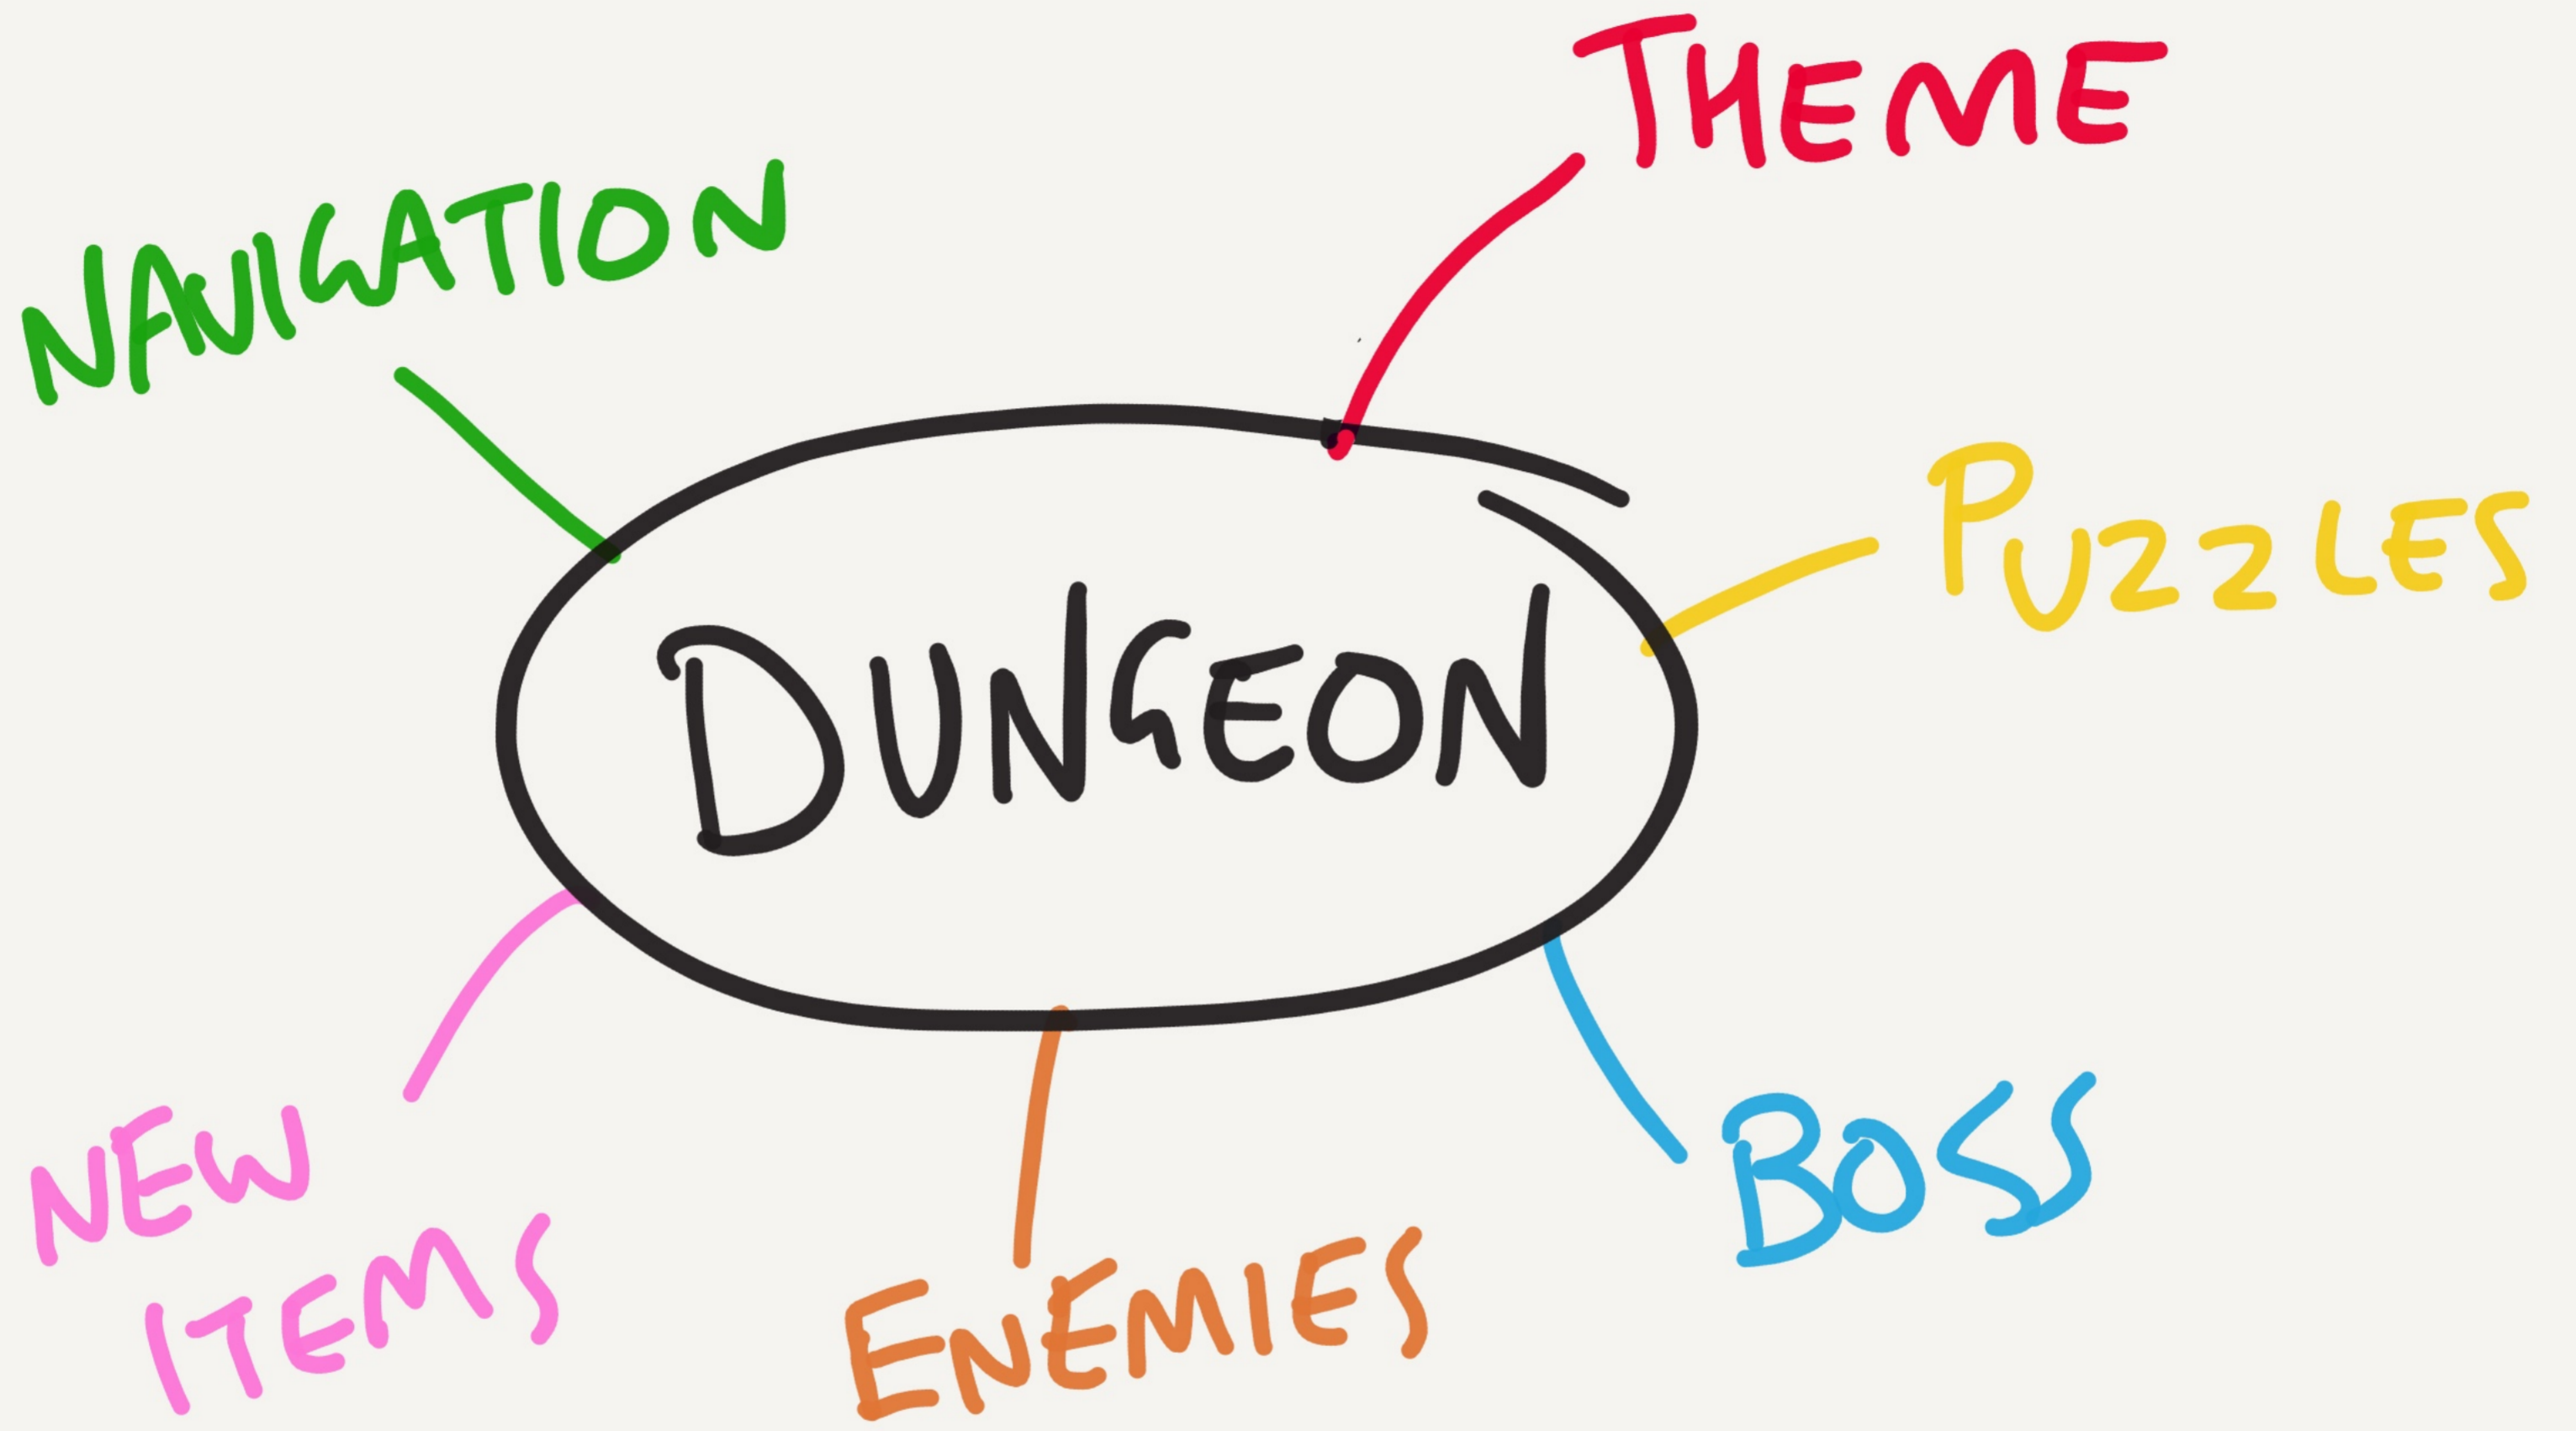 THEME
NAVIGATION
PUZZLES
DUNGEON
BOSS
NEW
ITEMS
ENEMIES